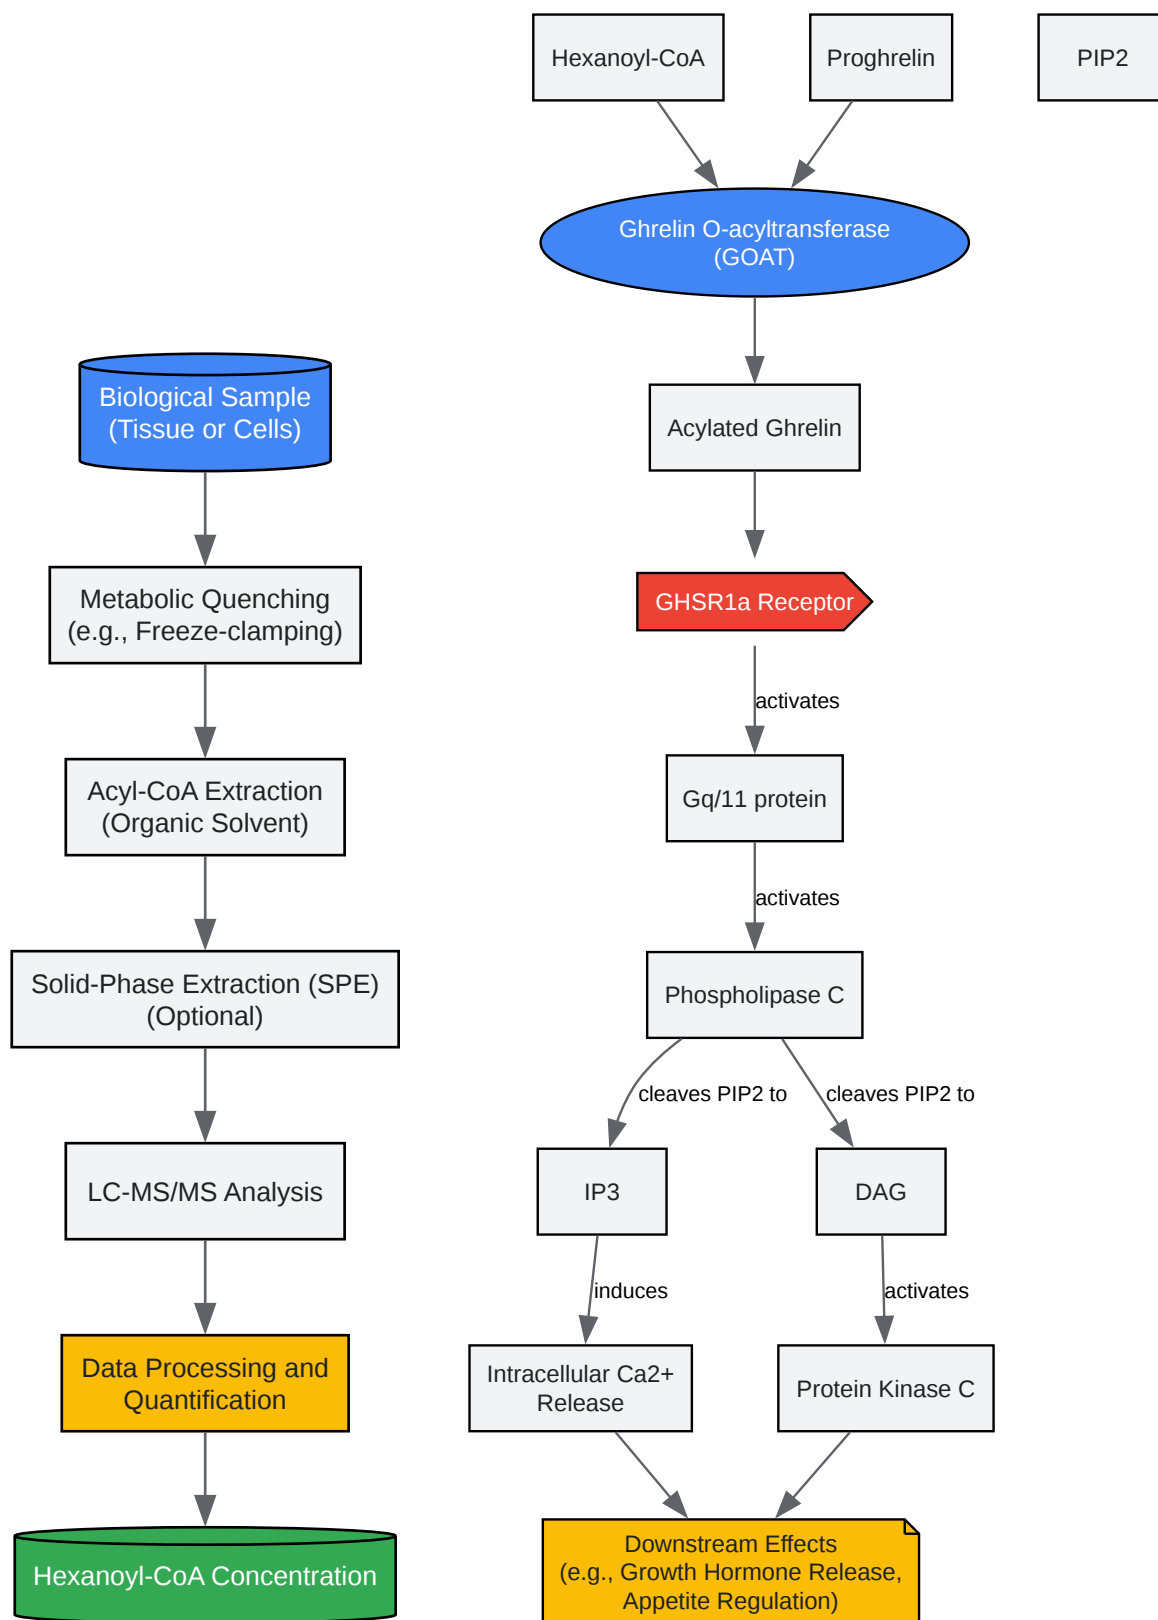 Biological Sample
(Tissue or Cells)
Metabolic Quenching
(e.g., Freeze-clamping)
Acyl-CoA Extraction
(Organic Solvent)
Solid-Phase Extraction (SPE)
(Optional)
LC-MS/MS Analysis
Data Processing and
Quantification
Hexanoyl-CoA Concentration
Hexanoyl-CoA
Proghrelin
PIP2
Ghrelin O-acyltransferase
(GOAT)
Acylated Ghrelin
GHSR1a Receptor
activates
Gq/11 protein
activates
Phospholipase C
cleaves PIP2 to
cleaves PIP2 to
IP3
DAG
induces
activates
Intracellular Ca2+
Release
Protein Kinase C
Downstream Effects
(e.g., Growth Hormone Release,
Appetite Regulation)